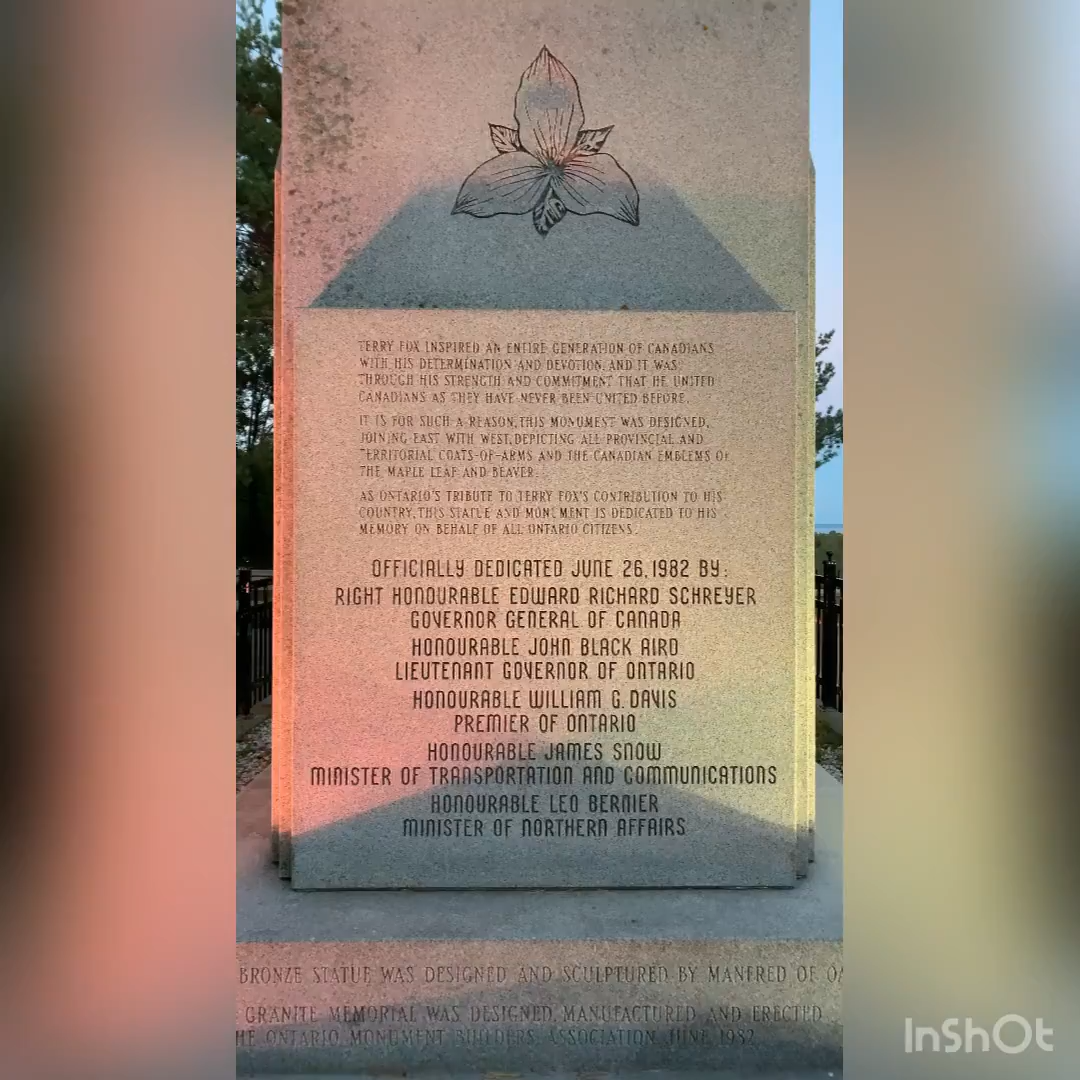 TERRY FOX INSPIRED AN ENTIRE GENERATION OF CANADIANS
WITH HIS DETERMINATION AND DEVOTION, AND IT WAS
THROUGH HIS STRENGTH AND COMMITMENT THAT HE UNITED
CANADIANS AS THEY HAVE NEVER BEEN UNITED BEFORE.
IT IS FOR SUCH A REASON, THIS MONUMENT WAS DESIGNED,
JOINING EAST WITH WEST, DEPICTING ALL PROVINCIAL AND
TERRITORIAL COATS-OF-ARMS AND THE CANADIAN EMBLEMS OF
THE MAPLE LEAF AND BEAVER.
AS ONTARIO'S TRIBUTE TO TERRY FOX'S CONTRIBUTION TO HIS
COUNTRY, THIS STATUE AND MONUMENT IS DEDICATED TO HIS
MEMORY ON BEHALF OF ALL ONTARIO CITIZENS.
OFFICIALLY DEDICATED JUNE 26, 1982 BY:
RIGHT HONOURABLE EDWARD RICHARD SCHREYER
GOVERNOR GENERAL OF CANADA
HONOURABLE JOHN BLACK AIRD
LIEUTENANT GOVERNOR OF ONTARIO
HONOURABLE WILLIAM G. DAVIS
PREMIER OF ONTARIO
HONOURABLE JAMES SNOW
MINISTER OF TRANSPORTATION AND COMMUNICATIONS
HONOURABLE LEO BERNIER
MINISTER OF NORTHERN AFFAIRS
BRONZE STATUE WAS DESIGNED AND SCULPTURED BY MANFRED OF
GRANITE MEMORIAL WAS DESIGNED, MANUFACTURED AND ERECTED
ONTARIO MONUMENT BUILDERS ASSOCIATION JUNE 1982
InShOt